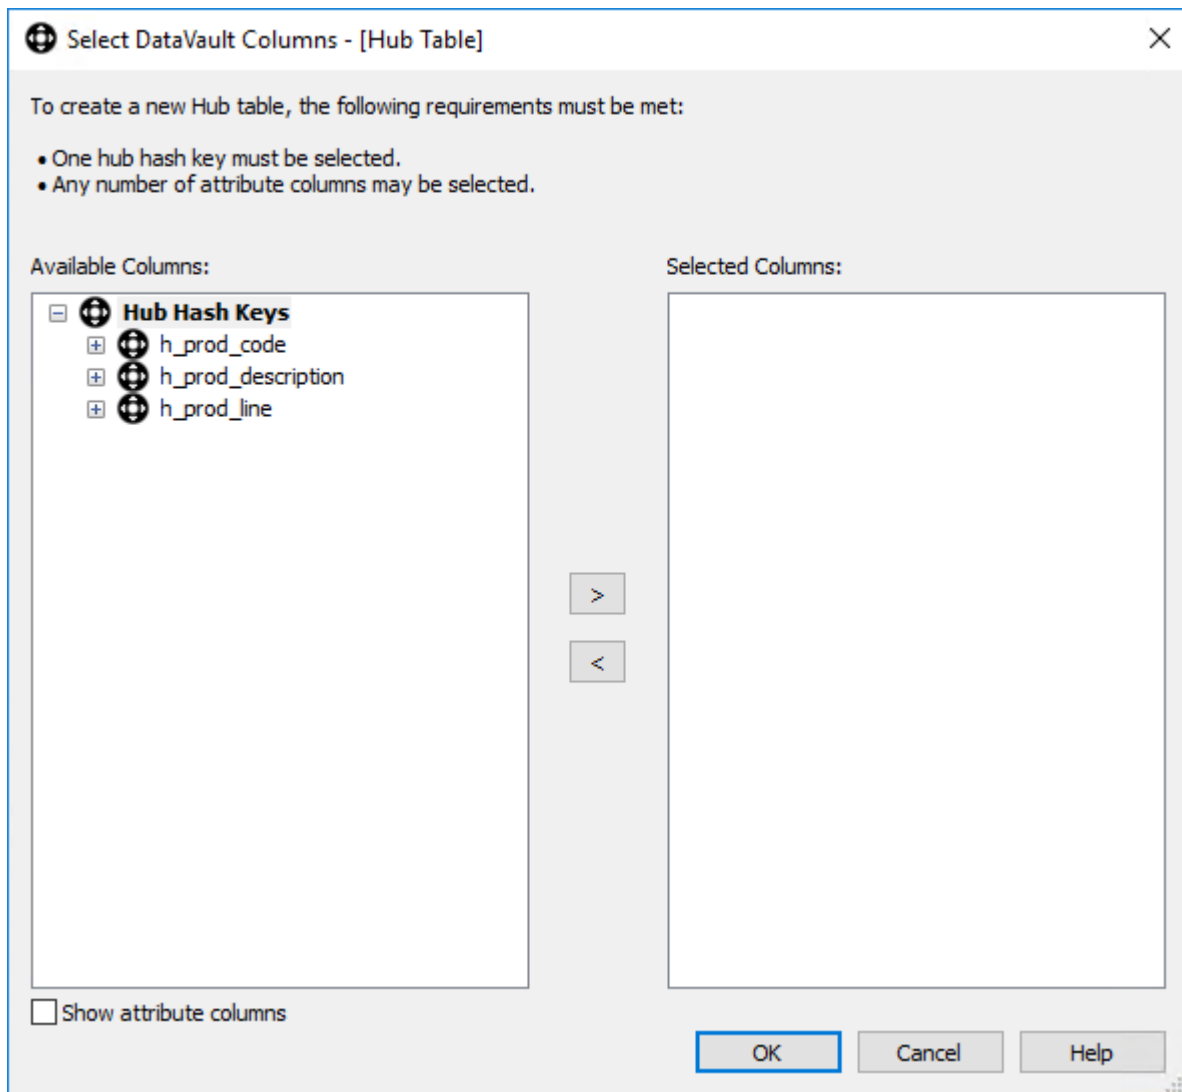 Select DataVault Columns - [Hub Table]
To create a new Hub table, the following requirements must be met:
• One hub hash key must be selected.
• Any number of attribute columns may be selected.
Available Columns:
Selected Columns:
Hub Hash Keys
h_prod_code
h_prod_description
h_prod_line
>
<
Show attribute columns
OK
Cancel
Help